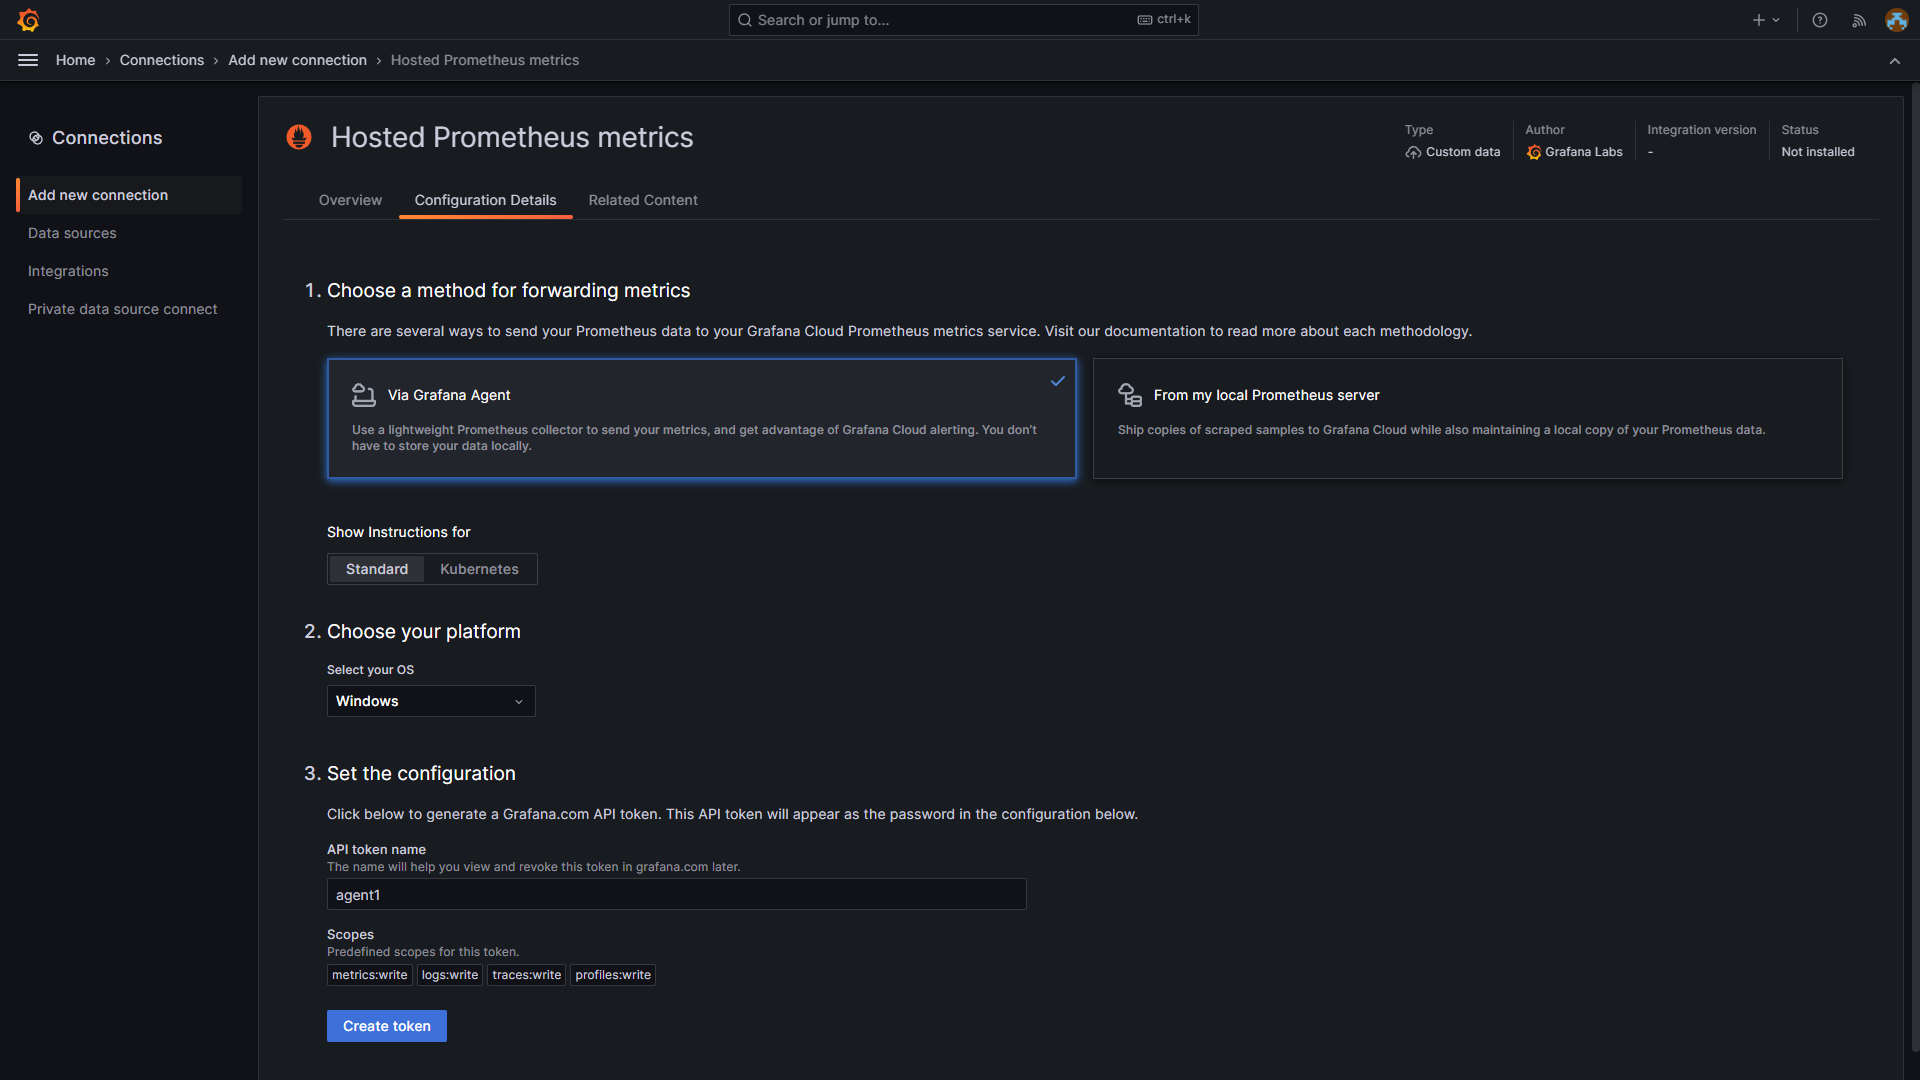 Search or jump to...
ctrl+k
Home › Connections › Add new connection › Hosted Prometheus metrics
Connections
Add new connection
Data sources
Integrations
Private data source connect
Hosted Prometheus metrics
Type
Custom data
Author
Grafana Labs
Integration version
-
Status
Not installed
Overview
Configuration Details
Related Content
1. Choose a method for forwarding metrics
There are several ways to send your Prometheus data to your Grafana Cloud Prometheus metrics service. Visit our documentation to read more about each methodology.
Via Grafana Agent
Use a lightweight Prometheus collector to send your metrics, and get advantage of Grafana Cloud alerting. You don't
have to store your data locally.
From my local Prometheus server
Ship copies of scraped samples to Grafana Cloud while also maintaining a local copy of your Prometheus data.
Show Instructions for
Standard
Kubernetes
2. Choose your platform
Select your OS
Windows
3. Set the configuration
Click below to generate a Grafana.com API token. This API token will appear as the password in the configuration below.
API token name
The name will help you view and revoke this token in grafana.com later.
agent1
Scopes
Predefined scopes for this token.
metrics:write logs:write traces:write profiles:write
Create token